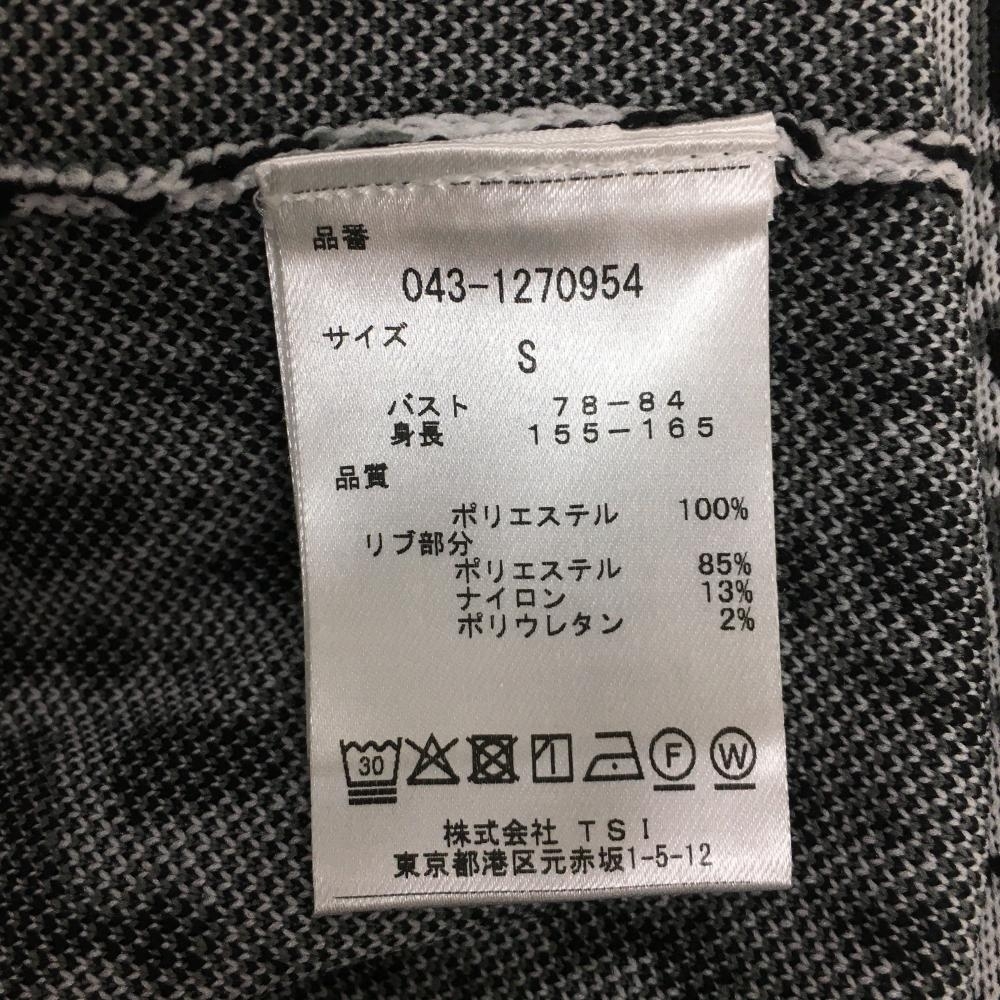 品番
043-1270954
サイズ
S
バスト 78-84
身長 155-165
品質
ポリエステル 100%
リブ部分
ポリエステル 85%
ナイロン 13%
ポリウレタン 2%
30 F W
株式会社 TSI
東京都港区元赤坂1-5-12